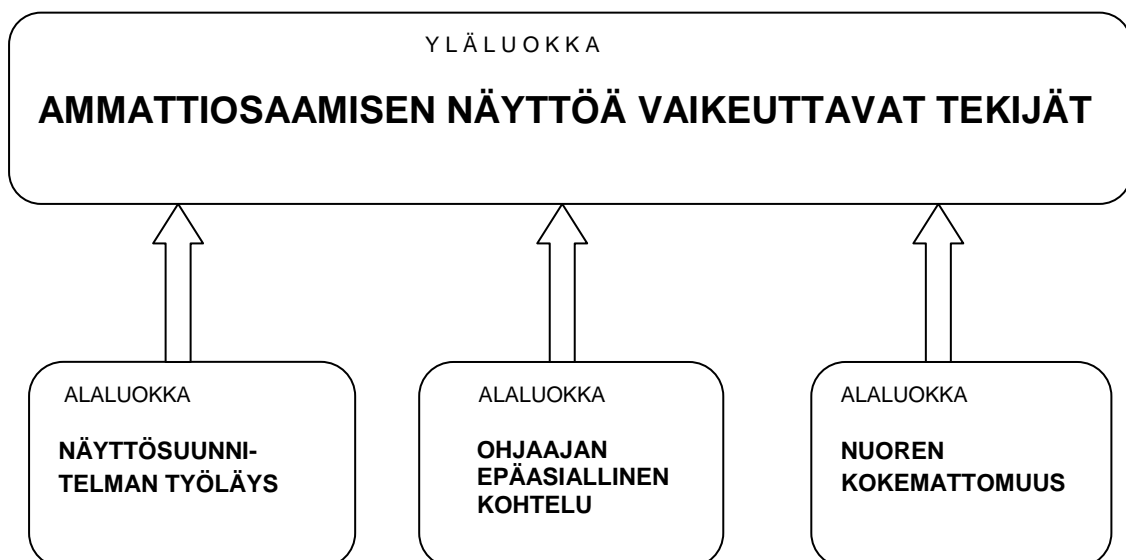 YLÄLUOKKA
AMMATTIOSAAMISEN NÄYTTÖÄ VAIKEUTTAVAT TEKIJÄT
ALALUOKKA
NÄYTTÖSUUNNI-
TELMAN TYÖLÄYS
ALALUOKKA
OHJAAJAN
EPÄASIALLINEN
KOHTELU
ALALUOKKA
NUOREN
KOKEMATTOMUUS